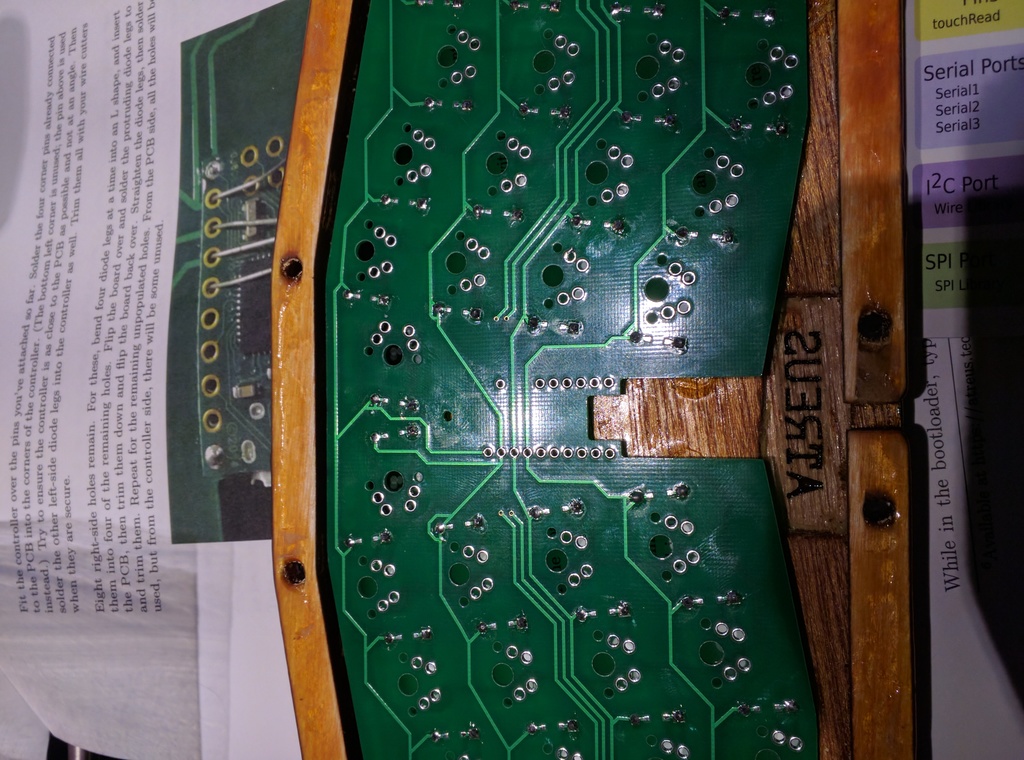 Fit the controller over the pins you've attached so far. Solder the four corner pins already connected
to the PCB into the corners of the controller. (The bottom left corner is unused; the pin above is used
instead.) Try to ensure the controller is as close to the PCB as possible and not at an angle. Then
solder the other left-side diode legs into the controller as well. Trim them all with your wire cutters
when they are secure.
Eight right-side holes remain. For these, bend four diode legs at a time into an L shape, and insert
them into four of the remaining holes. Flip the board over and solder the protruding diode legs to
the PCB, then trim them down and flip the board back over. Straighten the diode legs, then solder
and trim them. Repeat for the remaining unpopulated holes. From the PCB side, all the holes will be
used, but from the controller side, there will be some unused.
ATREUS
touchRead
Serial Ports
Serial1
Serial2
Serial3
I²C Port
Wire
SPI Port
SPI Library
While in the bootloader, typ
Available at http://atreus.tec